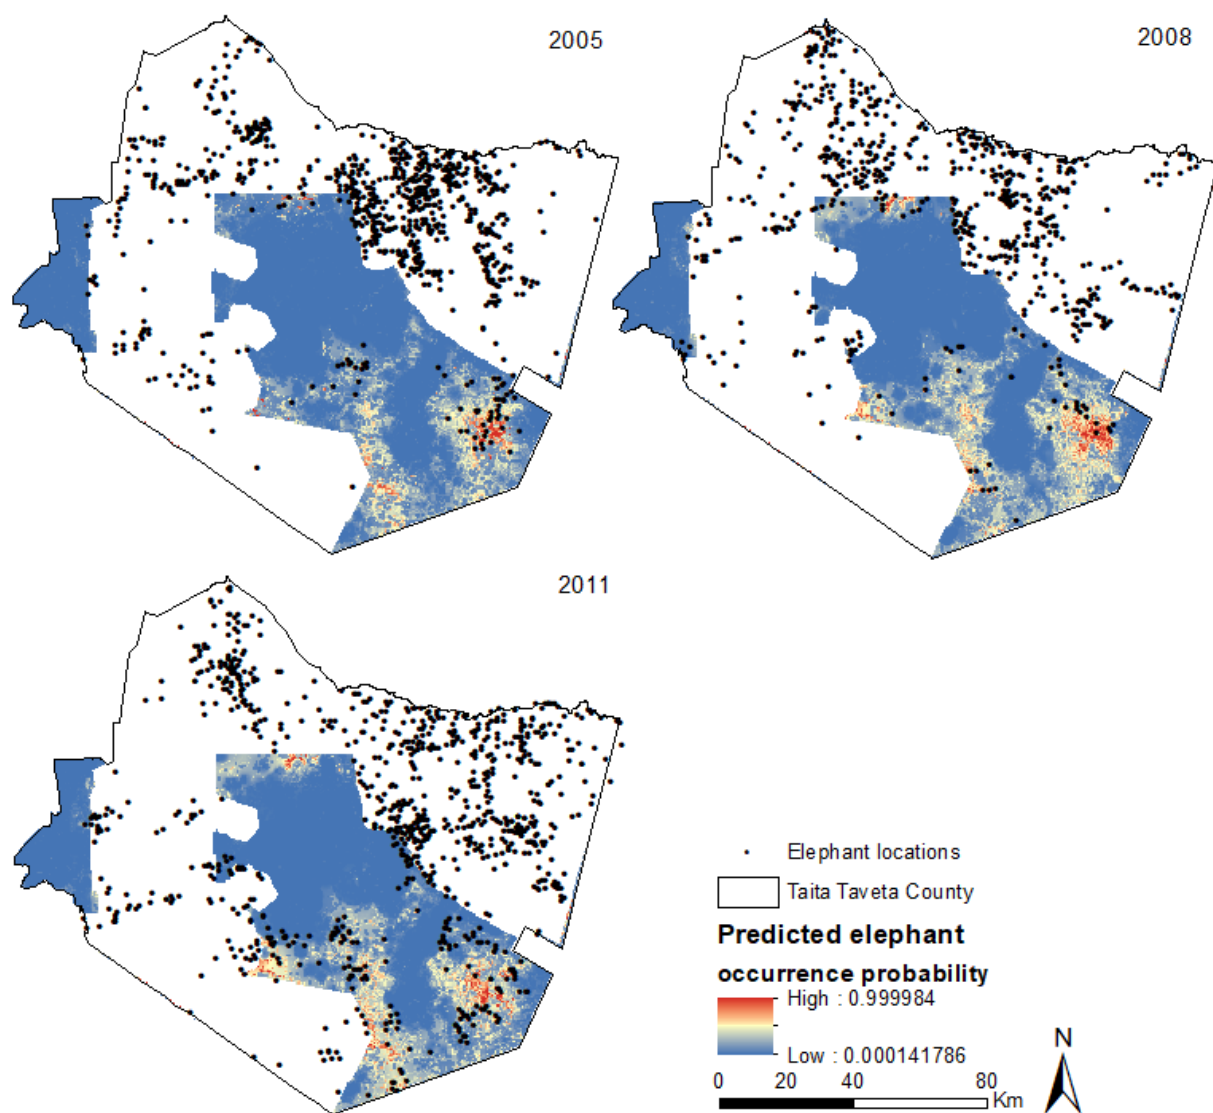 2005
2008
2011
Elephant locations
Taita Taveta County
Predicted elephant
occurrence probability
High : 0.999984
Low : 0.000141786
0 20 40 80
Km
N